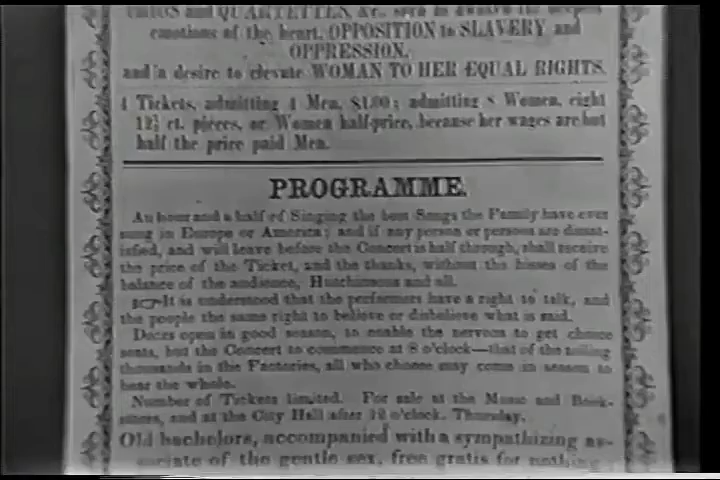 and QUARTETTES, &c.,
emotions of the heart, OPPOSITION to SLAVERY and
OPPRESSION,
and a desire to elevate WOMAN TO HER EQUAL RIGHTS.
4 Tickets, admitting 4 Men, $1.00; admitting 8 Women, eight
12½ ct. pieces, or Women half-price, because her wages are but
half the price paid Men.
PROGRAMME.
An hour and a half of Singing the best Songs the Family have ever
sung in Europe or America; and if any person or persons are dissat-
isfied, and will leave before the Concert is half through, shall receive
the price of the Ticket, and the thanks, without the hisses of the
balance of the audience, Hutchinsons and all.
☞It is understood that the performers have a right to talk, and
the people the same right to believe or disbelieve what is said.
Doors open in good season, to enable the nervous to get choice
seats, but the Concert to commence at 8 o'clock—that of the toiling
thousands in the Factories, all who choose may come in season to
hear the whole.
Number of Tickets limited. For sale at the Music and Book-
stores, and at the City Hall after 12 o'clock, Thursday.
Old bachelors, accompanied with a sympathizing as-
sociate of the gentle sex, free gratis for nothing